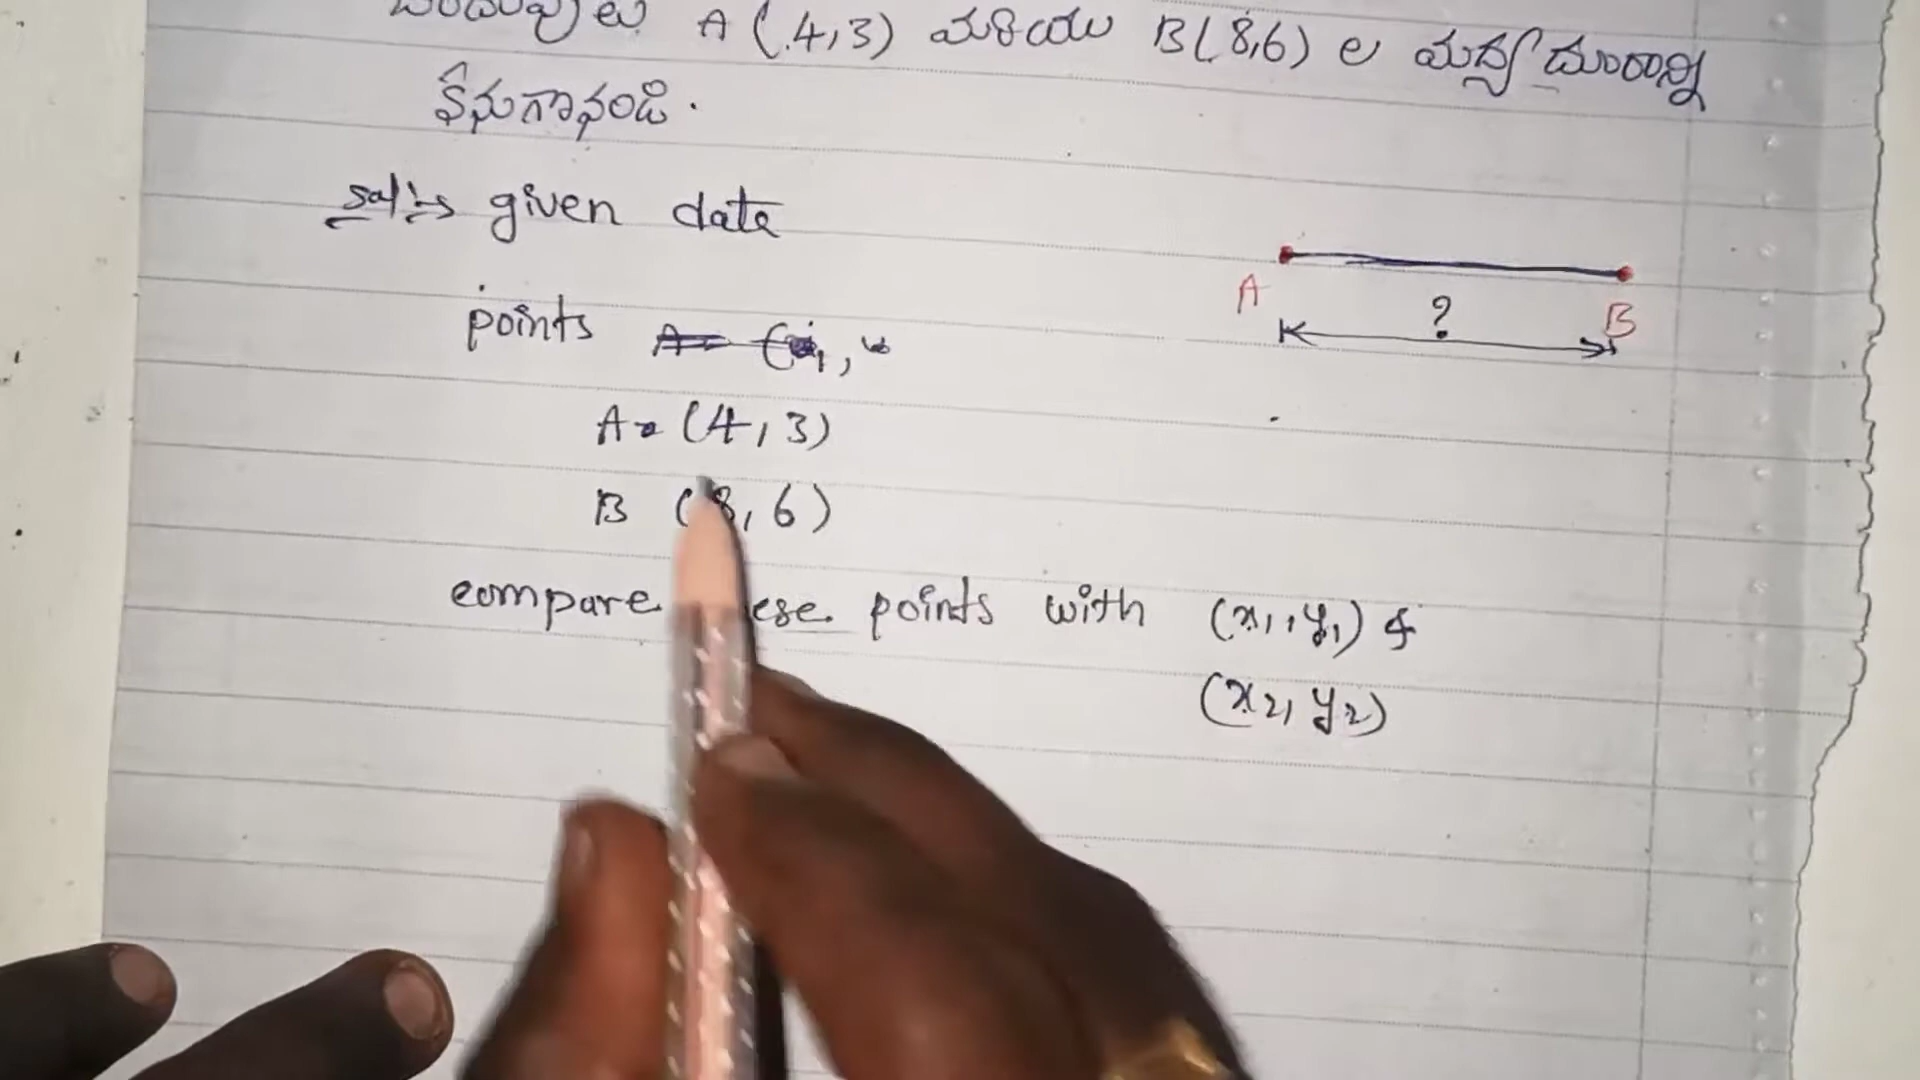 బిందువులు A (4,3) మరియు B(8,6) ల మధ్య దూరాన్ని
కనుగొనండి.
Sol:- given date
points
A = (4,3)
B (8,6)
compare points with (x₁, y₁) &
(x₂, y₂)
A
B
?